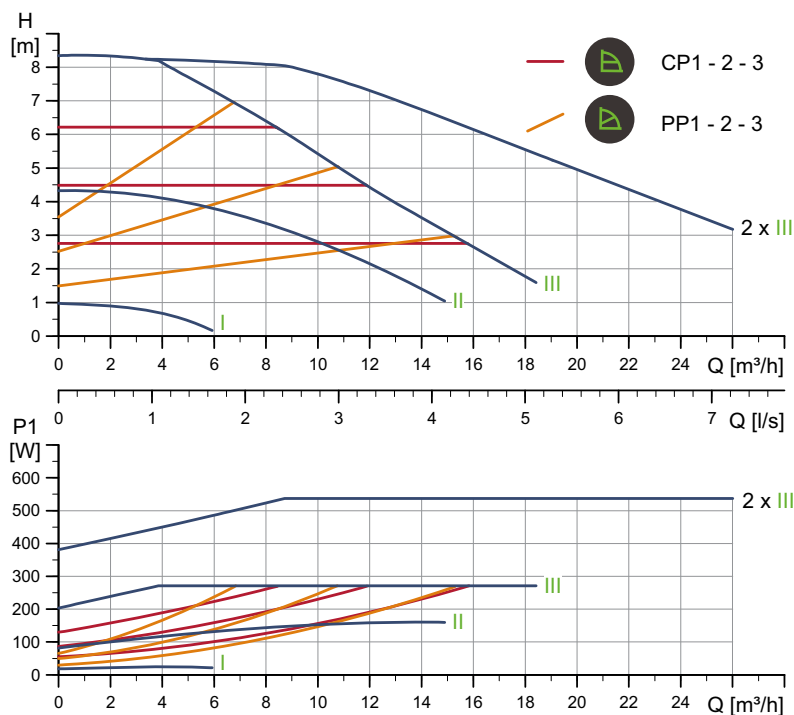 H
[m]
8
7
6
5
4
3
2
1
0
CP1 - 2 - 3
PP1 - 2 - 3
2 x III
III
II
I
0 2 4 6 8 10 12 14 16 18 20 22 24 Q [m³/h]
0 1 2 3 4 5 6 7 Q [l/s]
P1
[W]
600
500
400
300
200
100
0
2 x III
III
II
I
0 2 4 6 8 10 12 14 16 18 20 22 24 Q [m³/h]